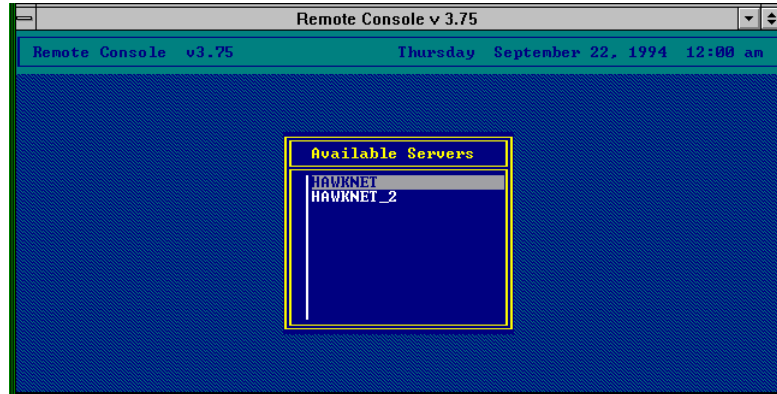 Remote Console v 3.75
Remote Console v3.75 Thursday September 22, 1994 12:00 am
Available Servers
HAWKNET
HAWKNET_2